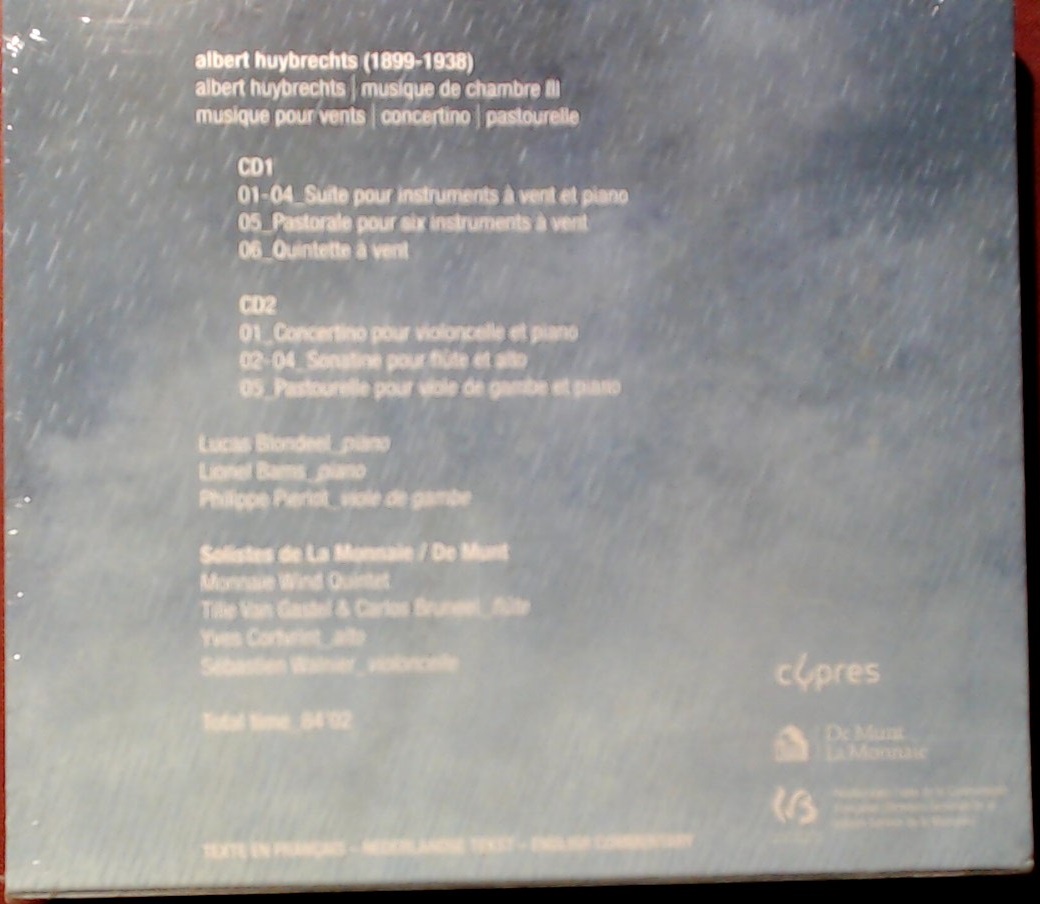 albert huybrechts (1899-1938)
albert huybrechts | musique de chambre III
musique pour vents | concertino | pastourelle
CD1
01-04_Suite pour instruments à vent et piano
05_Pastorale pour six instruments à vent
06_Quintette à vent
CD2
01_Concertino pour violoncelle et piano
02-04_Sonatine pour flûte et alto
05_Pastourelle pour viole de gambe et piano
Lucas Blondeel_piano
Lionel Bams_piano
Philippe Pierlot_viole de gambe
Solistes de La Monnaie / De Munt
Monnaie Wind Quintet
Tille Van Gastel & Carlos Bruneel_flûte
Yves Cortvrint_alto
Sébastien Walnier_violoncelle
Total time_
cypres
De Munt
La Monnaie
TEXTE EN FRANÇAIS - NEDERLANDSE TEKST - ENGLISH COMMENTARY